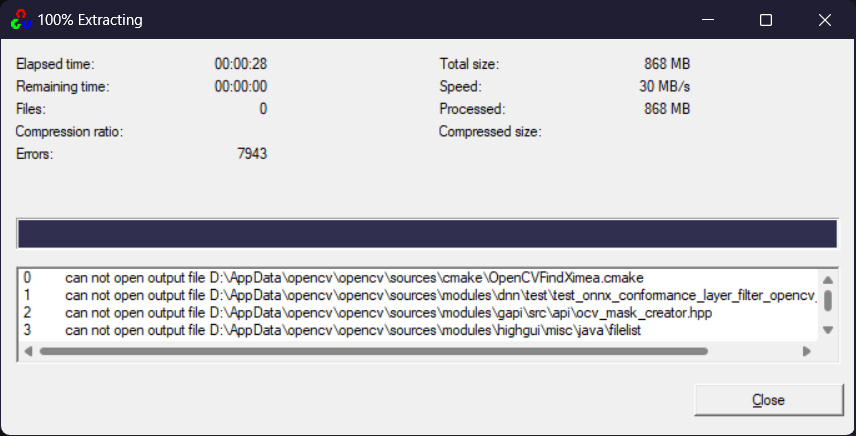 100% Extracting
Elapsed time: 00:00:28 Total size: 868 MB
Remaining time: 00:00:00 Speed: 30 MB/s
Files: 0 Processed: 868 MB
Compression ratio: Compressed size:
Errors: 7943
0 can not open output file D:\AppData\opencv\opencv\sources\cmake\OpenCVFindXimea.cmake
1 can not open output file D:\AppData\opencv\opencv\sources\modules\dnn\test\test_onnx_conformance_layer_filter_opencv_
2 can not open output file D:\AppData\opencv\opencv\sources\modules\gapi\src\api\ocv_mask_creator.hpp
3 can not open output file D:\AppData\opencv\opencv\sources\modules\highgui\misc\java\filelist
Close